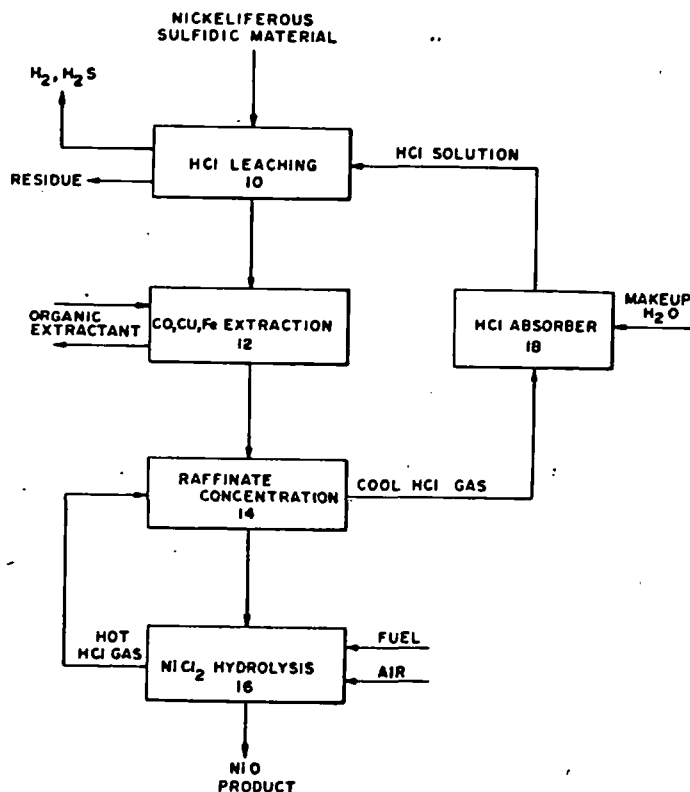 NICKELIFEROUS
SULFIDIC MATERIAL
H2, H2S
HCl LEACHING
10
HCl SOLUTION
RESIDUE
ORGANIC
EXTRACTANT
CO,CU,Fe EXTRACTION
12
MAKEUP
H2O
HCl ABSORBER
18
RAFFINATE
CONCENTRATION
14
COOL HCl GAS
HOT
HCl GAS
NiCl2 HYDROLYSIS
16
FUEL
AIR
NiO
PRODUCT